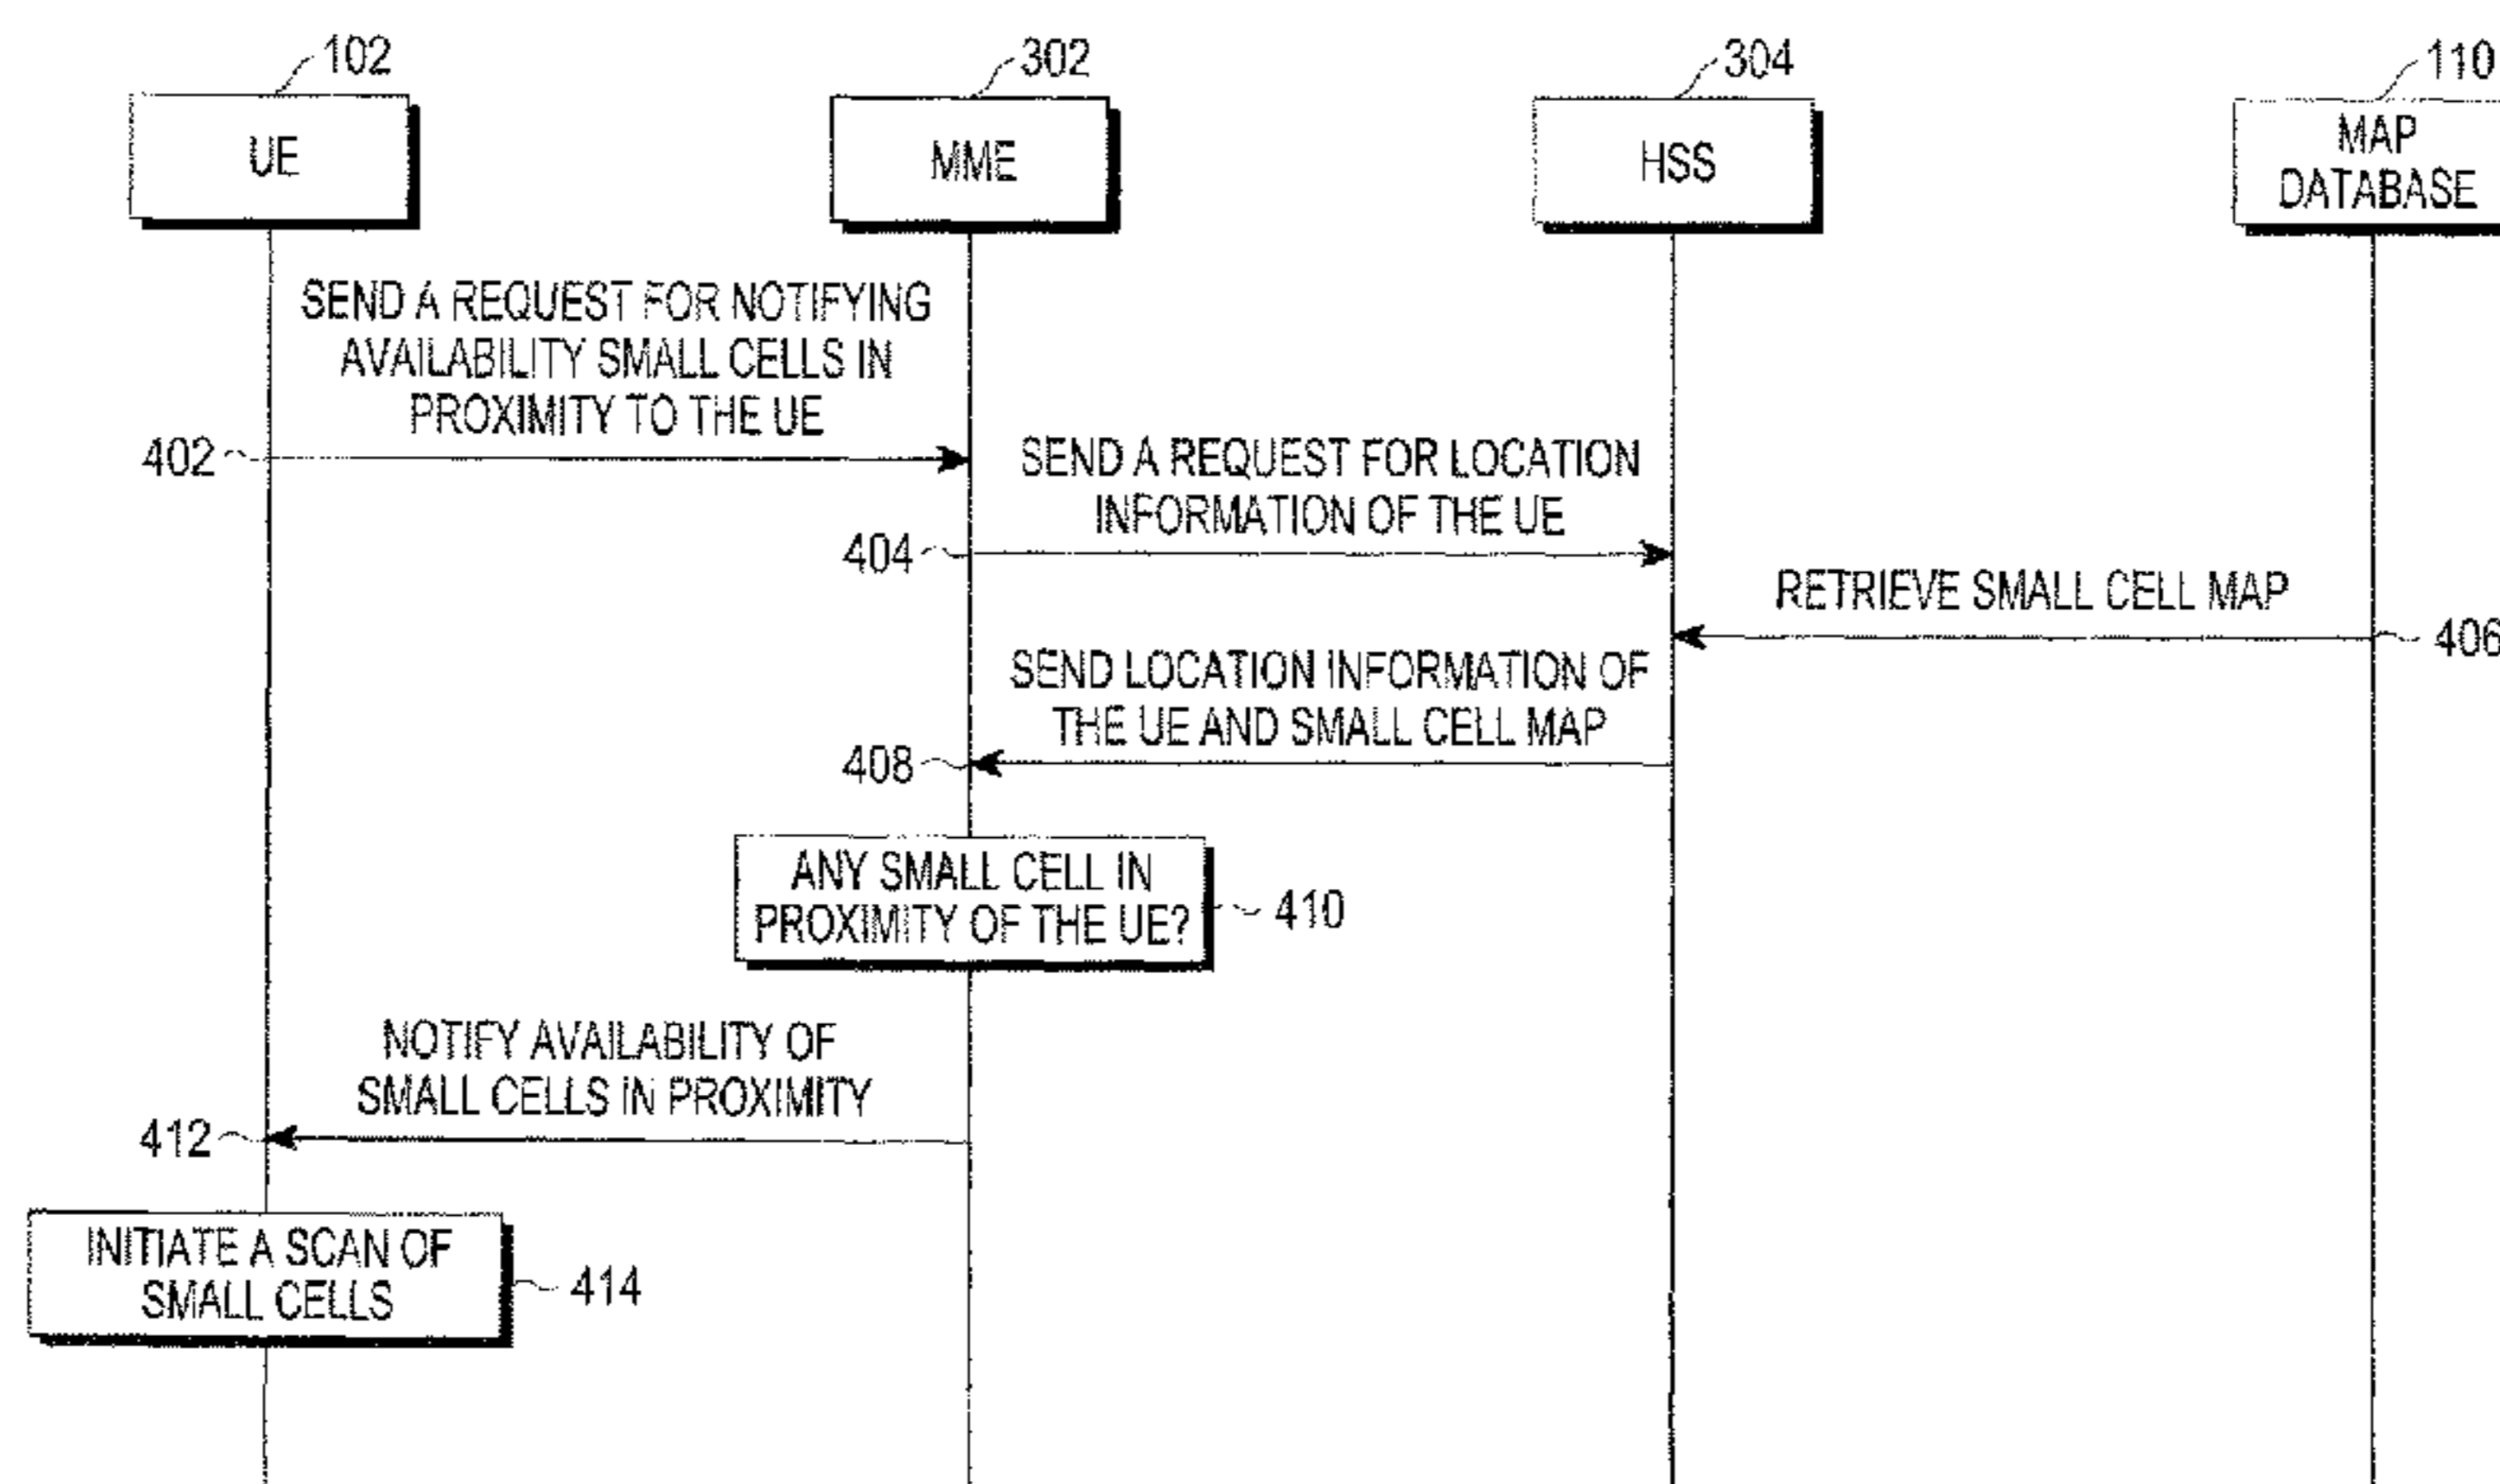 102
302
304
110
UE
MME
HSS
MAP
DATABASE
SEND A REQUEST FOR NOTIFYING
AVAILABILITY SMALL CELLS IN
PROXIMITY TO THE UE
402
SEND A REQUEST FOR LOCATION
INFORMATION OF THE UE
404
RETRIEVE SMALL CELL MAP
406
SEND LOCATION INFORMATION OF
THE UE AND SMALL CELL MAP
408
ANY SMALL CELL IN
PROXIMITY OF THE UE?
410
NOTIFY AVAILABILITY OF
SMALL CELLS IN PROXIMITY
412
INITIATE A SCAN OF
SMALL CELLS
414